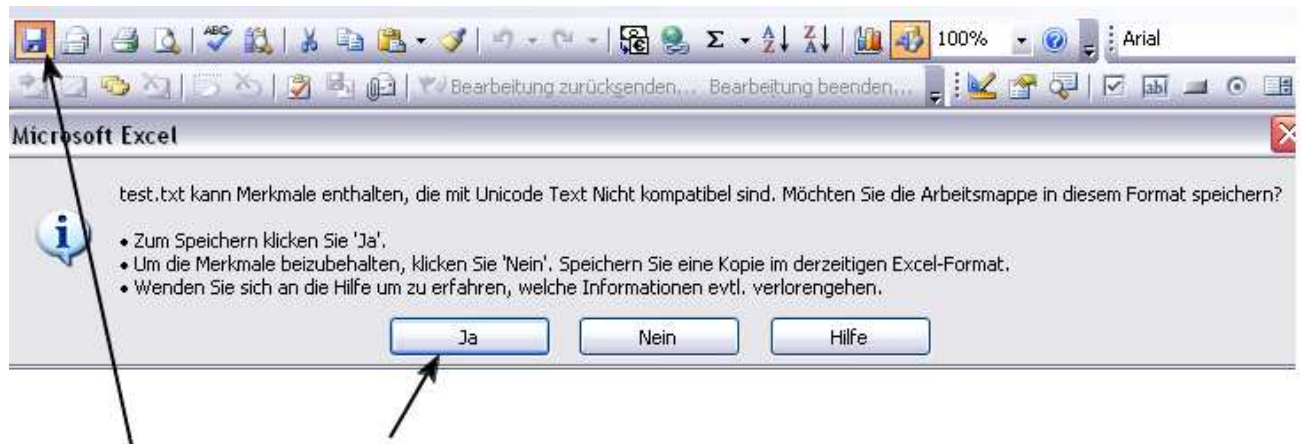 100% Arial
Bearbeitung zurücksenden... Bearbeitung beenden...
Microsoft Excel
test.txt kann Merkmale enthalten, die mit Unicode Text Nicht kompatibel sind. Möchten Sie die Arbeitsmappe in diesem Format speichern?
• Zum Speichern klicken Sie 'Ja'.
• Um die Merkmale beizubehalten, klicken Sie 'Nein'. Speichern Sie eine Kopie im derzeitigen Excel-Format.
• Wenden Sie sich an die Hilfe um zu erfahren, welche Informationen evtl. verlorengehen.
Ja Nein Hilfe